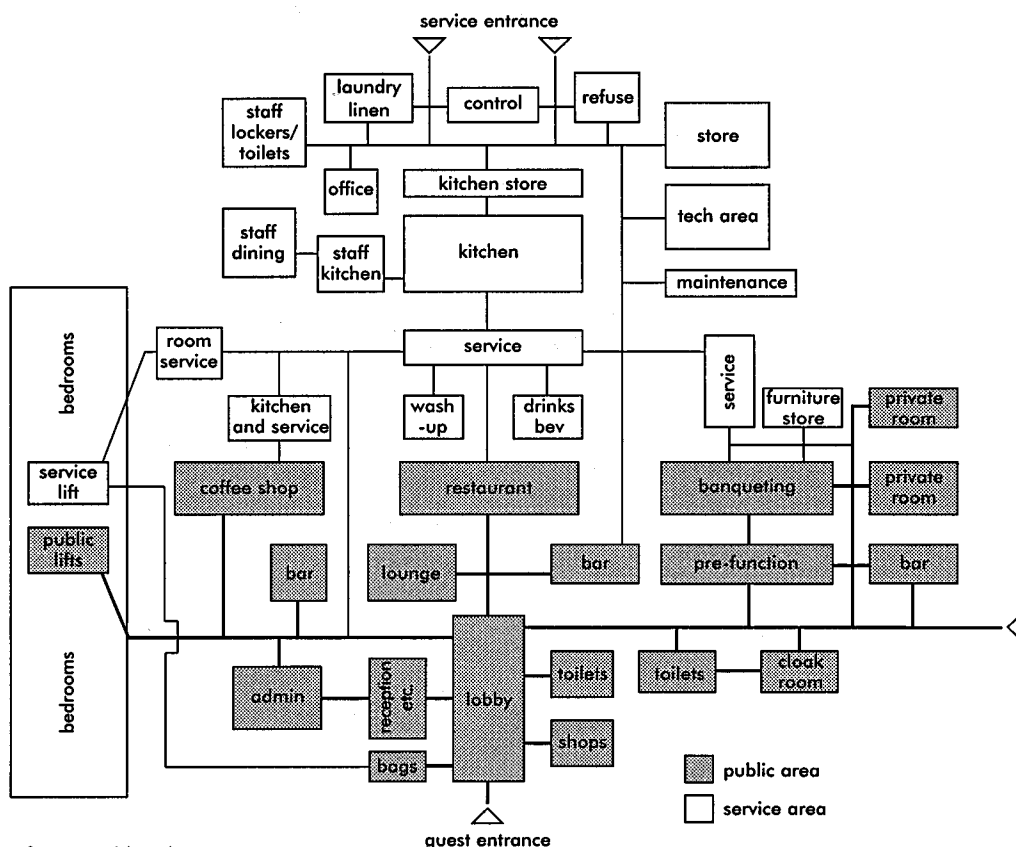 service entrance
laundry
linen
control
refuse
staff
lockers/
toilets
store
office
kitchen store
tech area
staff
dining
staff
kitchen
kitchen
maintenance
bedrooms
room
service
service
service
kitchen
and service
wash
-up
drinks
bev
furniture
store
private
room
service
lift
coffee shop
restaurant
banqueting
private
room
public
lifts
bar
lounge
bar
pre-function
bar
bedrooms
admin
reception
etc.
lobby
toilets
toilets
cloak
room
shops
bags
public area
service area
guest entrance